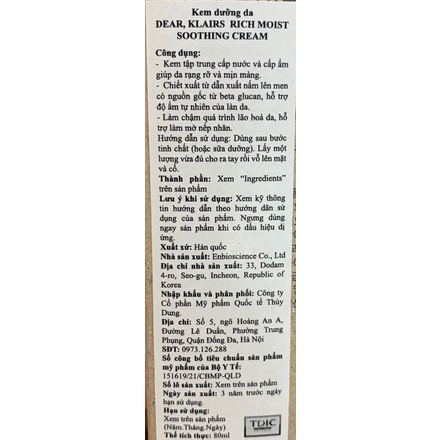 Kem dưỡng da
DEAR, KLAIRS RICH MOIST
SOOTHING CREAM
Công dụng:
- Kem tập trung cấp nước và cấp ẩm
giúp da rạng rỡ và mịn màng.
- Chiết xuất từ dẫn xuất nấm lên men
có nguồn gốc từ beta glucan, hỗ trợ
độ ẩm tự nhiên của làn da.
- Làm chậm quá trình lão hoá da, hỗ
trợ làm mờ nếp nhăn.
Hướng dẫn sử dụng: Dùng sau bước
tinh chất (hoặc sữa dưỡng). Lấy một
lượng vừa đủ cho ra tay rồi vỗ lên mặt
và cổ.
Thành phần: Xem "Ingredients"
trên sản phẩm
Lưu ý khi sử dụng: Xem kỹ thông
tin hướng dẫn theo hướng dẫn sử
dụng của sản phẩm. Ngưng dùng
ngay sản phẩm khi có dấu hiệu dị
ứng.
Xuất xứ: Hàn quốc
Nhà sản xuất: Enbioscience Co., Ltd
Địa chỉ nhà sản xuất: 33, Dodam
4-ro, Seo-gu, Incheon, Republic of
Korea
Nhập khẩu và phân phối: Công ty
Cổ phần Mỹ phẩm Quốc tế Thùy
Dung.
Địa chỉ: Số 5, ngõ Hoàng An A,
Đường Lê Duẩn, Phường Trung
Phụng, Quận Đống Đa, Hà Nội
SĐT: 0973.126.288
Số công bố tiêu chuẩn sản phẩm
mỹ phẩm của Bộ Y Tế:
151619/21/CBMP-QLD
Số lô sản xuất: Xem trên sản phẩm
Ngày sản xuất: 3 năm trước ngày
hạn sử dụng.
Hạn sử dụng:
Xem trên sản phẩm
(Năm.Tháng.Ngày)
Thể tích thực: 80ml
TDIC